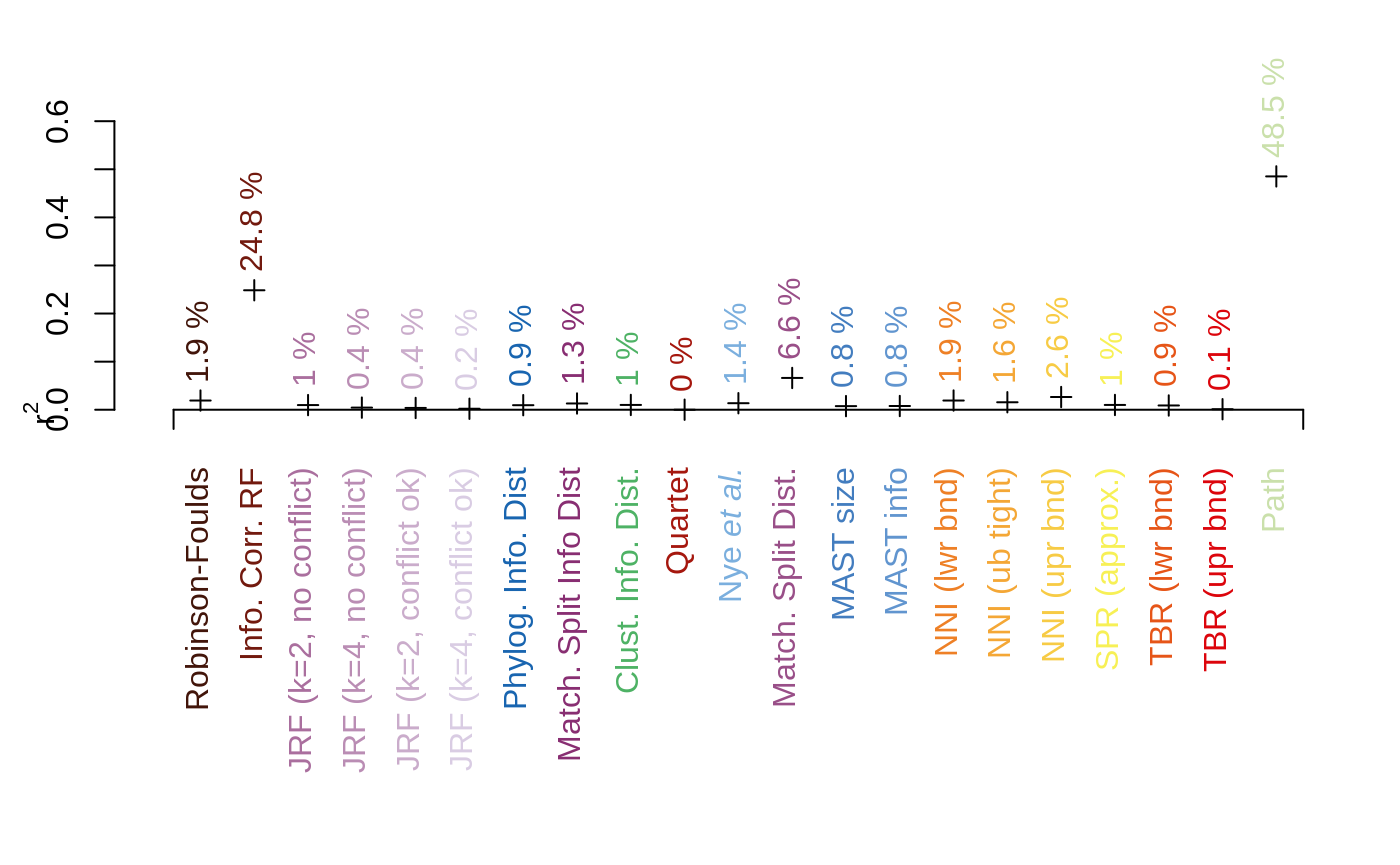 r2
0.0
0.2
0.4
0.6
1.9 %
24.8 %
1 %
0.4 %
0.4 %
0.2 %
0.9 %
1.3 %
1 %
0 %
1.4 %
6.6 %
0.8 %
0.8 %
1.9 %
1.6 %
2.6 %
1 %
0.9 %
0.1 %
48.5 %
Robinson-Foulds
Info. Corr. RF
JRF (k=2, no conflict)
JRF (k=4, no conflict)
JRF (k=2, conflict ok)
JRF (k=4, conflict ok)
Phylog. Info. Dist
Match. Split Info Dist
Clust. Info. Dist.
Quartet
Nye et al.
Match. Split Dist.
MAST size
MAST info
NNI (lwr bnd)
NNI (ub tight)
NNI (upr bnd)
SPR (approx.)
TBR (lwr bnd)
TBR (upr bnd)
Path